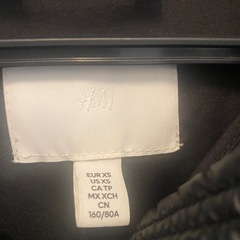 H&M
EUR XS
US XS
CA TP
MX XCH
CN
160/80A